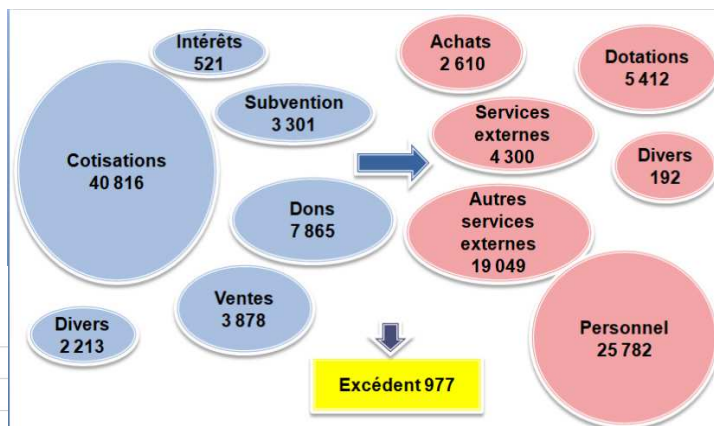 Intérêts
521
Subvention
3 301
Cotisations
40 816
Dons
7 865
Ventes
3 878
Divers
2 213
Achats
2 610
Dotations
5 412
Services
externes
4 300
Divers
192
Autres
services
externes
19 049
Personnel
25 782
Excédent 977